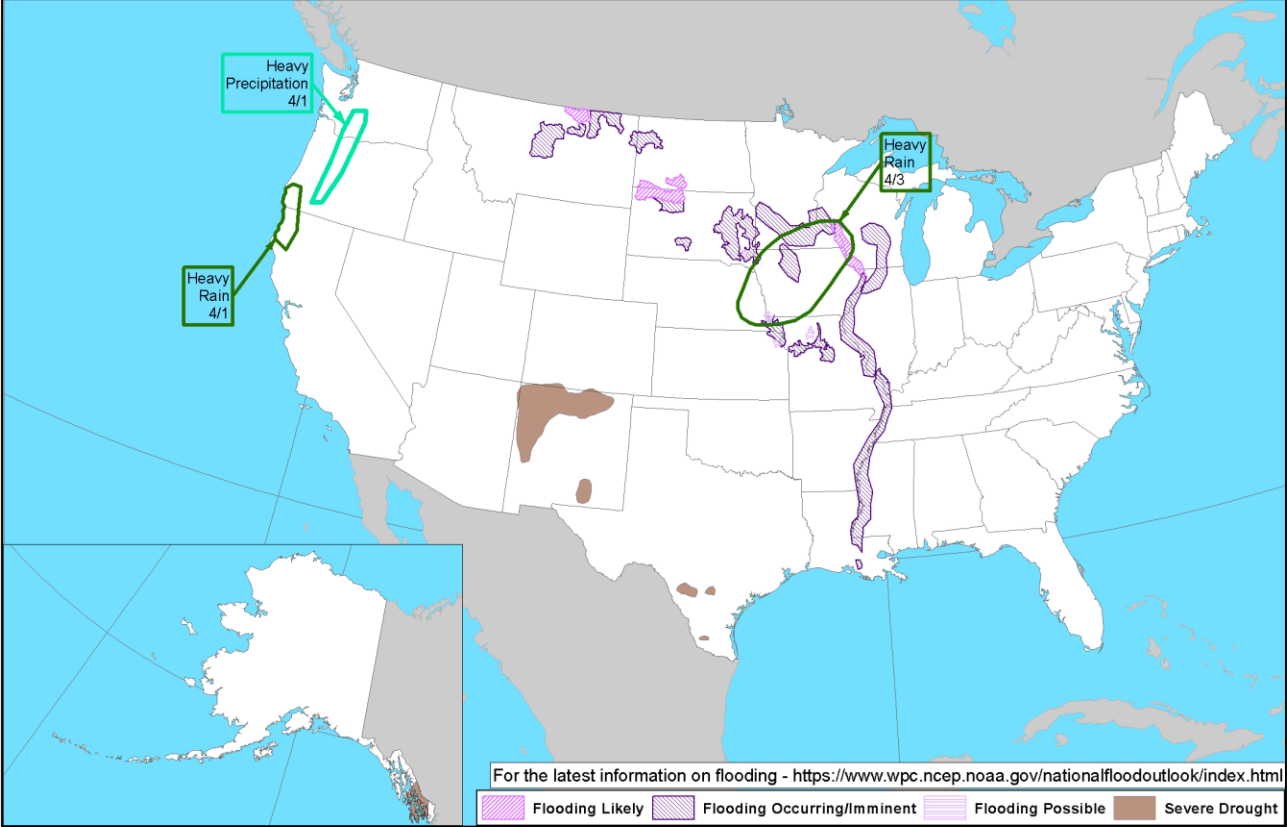 Heavy
Precipitation
4/1
Heavy
Rain
4/3
Heavy
Rain
4/1
For the latest information on flooding - https://www.wpc.ncep.noaa.gov/nationalfloodoutlook/index.html
Flooding Likely
Flooding Occurring/Imminent
Flooding Possible
Severe Drought